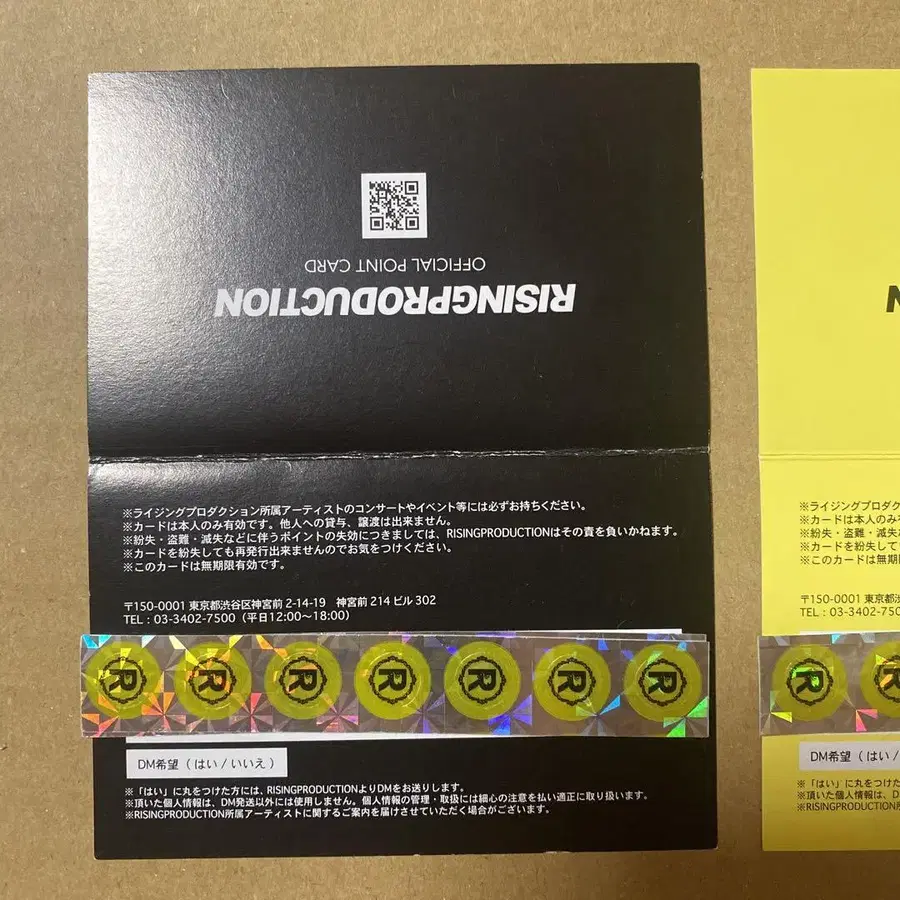 OFFICIAL POINT CARD
RISINGPRODUCTION
※ライジングプロダクション所属アーティストのコンサートやイベント等には必ずお持ちください。
※カードは本人のみ有効です。他人への貸与、譲渡は出来ません。
※紛失・盗難・滅失などに伴うポイントの失効につきましては、RISINGPRODUCTIONはその責を負いかねます。
※カードを紛失しても再発行出来ませんのでお気をつけください。
※このカードは無期限有効です。
〒150-0001 東京都渋谷区神宮前 2-14-19 神宮前 214 ビル 302
TEL：03-3402-7500（平日12:00〜18:00）
R R R R R R R
DM希望（ はい / いいえ ）
※「はい」に丸をつけた方には、RISINGPRODUCTIONよりDMをお送りします。
※頂いた個人情報は、DM発送以外には使用しません。個人情報の管理・取扱には細心の注意を払い適正に取り扱います。
※RISINGPRODUCTION所属アーティストに関するご案内を届けさせていただく場合がございます。
N
※ライジングプロダク
※カードは本人のみ有
※紛失・盗難・滅失
※カードを紛失して
※このカードは無期
〒150-0001 東京都渋
TEL：03-3402-750
R
DM希望（ はい /
※「はい」に丸をつけた
※頂いた個人情報は、D
※RISINGPRODUCTION所